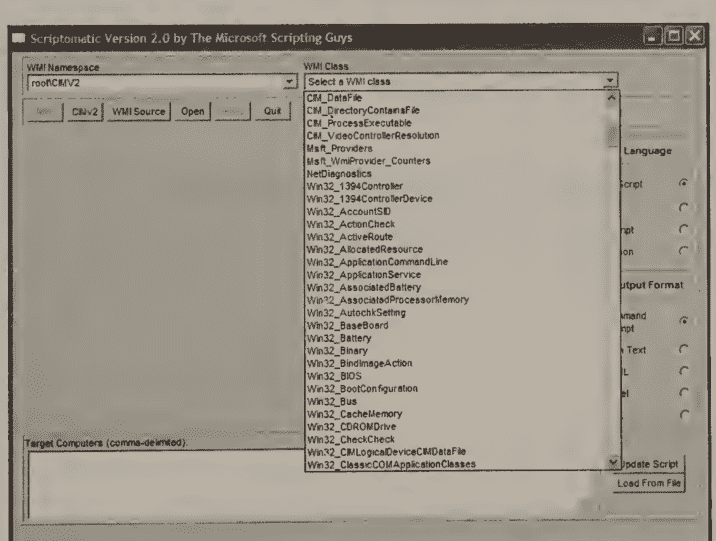 Scriptomatic Version 2.0 by The Microsoft Scripting Guys
WMI Namespace
root\CIMV2
CIMv2
WMI Source
Open
Quit
WMI Class
Select a WMI class
CIM_DataFile
CIM_DirectoryContainsFile
CIM_ProcessExecutable
CIM_VideoControllerResolution
Msft_Providers
Msft_WmiProvider_Counters
NetDiagnostics
Win32_1394Controller
Win32_1394ControllerDevice
Win32_AccountSID
Win32_ActionCheck
Win32_ActiveRoute
Win32_AllocatedResource
Win32_ApplicationCommandLine
Win32_ApplicationService
Win32_AssociatedBattery
Win32_AssociatedProcessorMemory
Win32_AutochkSetting
Win32_BaseBoard
Win32_Battery
Win32_Binary
Win32_BindImageAction
Win32_BIOS
Win32_BootConfiguration
Win32_Bus
Win32_CacheMemory
Win32_CDROMDrive
Win32_CheckCheck
Win32_CIMLogicalDeviceCIMDataFile
Win32_ClassicCOMApplicationClasses
Language
Script
ipt
on
utput Format
mand
mpt
Text
L
el
Target Computers (comma-delimited):
Update Script
Load From File